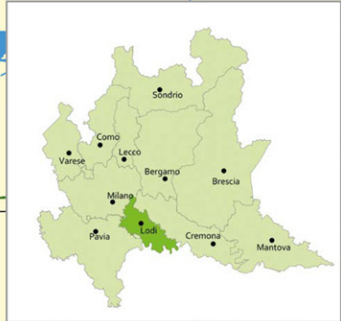 Sondrio
Como
Lecco
Varese
Bergamo
Brescia
Milano
Lodi
Pavia
Cremona
Mantova